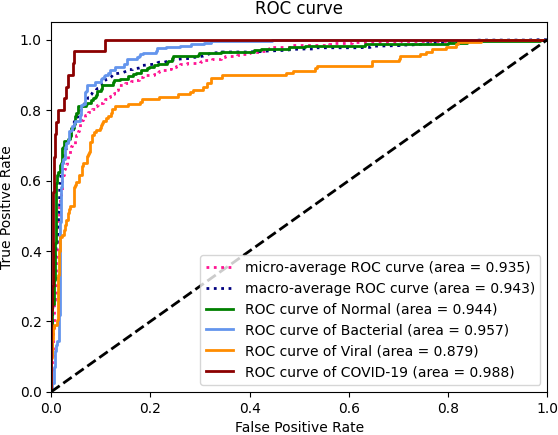 ROC curve
True Positive Rate
1.0
0.8
0.6
0.4
0.2
0.0
micro-average ROC curve (area = 0.935)
macro-average ROC curve (area = 0.943)
ROC curve of Normal (area = 0.944)
ROC curve of Bacterial (area = 0.957)
ROC curve of Viral (area = 0.879)
ROC curve of COVID-19 (area = 0.988)
0.0 0.2 0.4 0.6 0.8 1.0
False Positive Rate